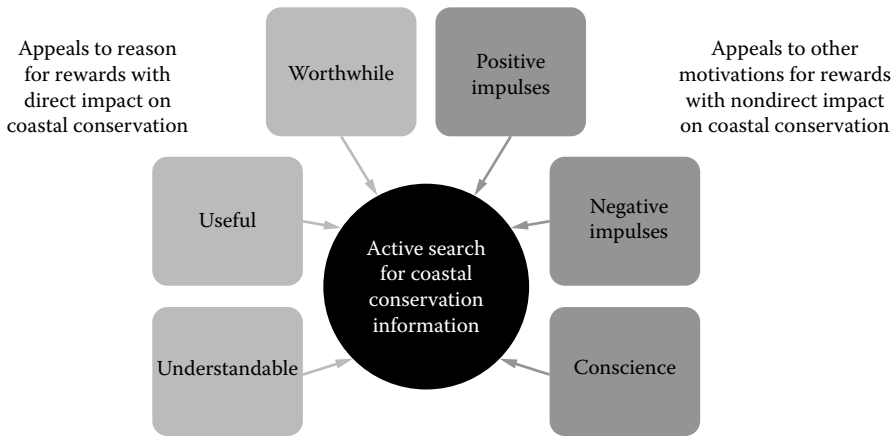 Appeals to reason
for rewards with
direct impact on
coastal conservation
Worthwhile
Positive
impulses
Appeals to other
motivations for rewards
with nondirect impact
on coastal conservation
Useful
Negative
impulses
Active search
for coastal
conservation
information
Understandable
Conscience